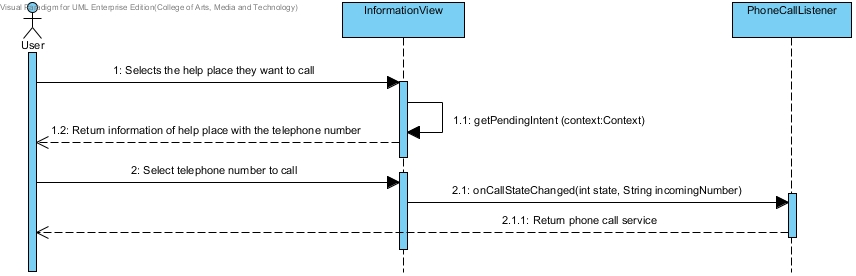 Visual Paradigm for UML Enterprise Edition(College of Arts, Media and Technology)
InformationView
PhoneCallListener
User
1: Selects the help place they want to call
1.1: getPendingIntent (context:Context)
1.2: Return information of help place with the telephone number
2: Select telephone number to call
2.1: onCallStateChanged(int state, String incomingNumber)
2.1.1: Return phone call service